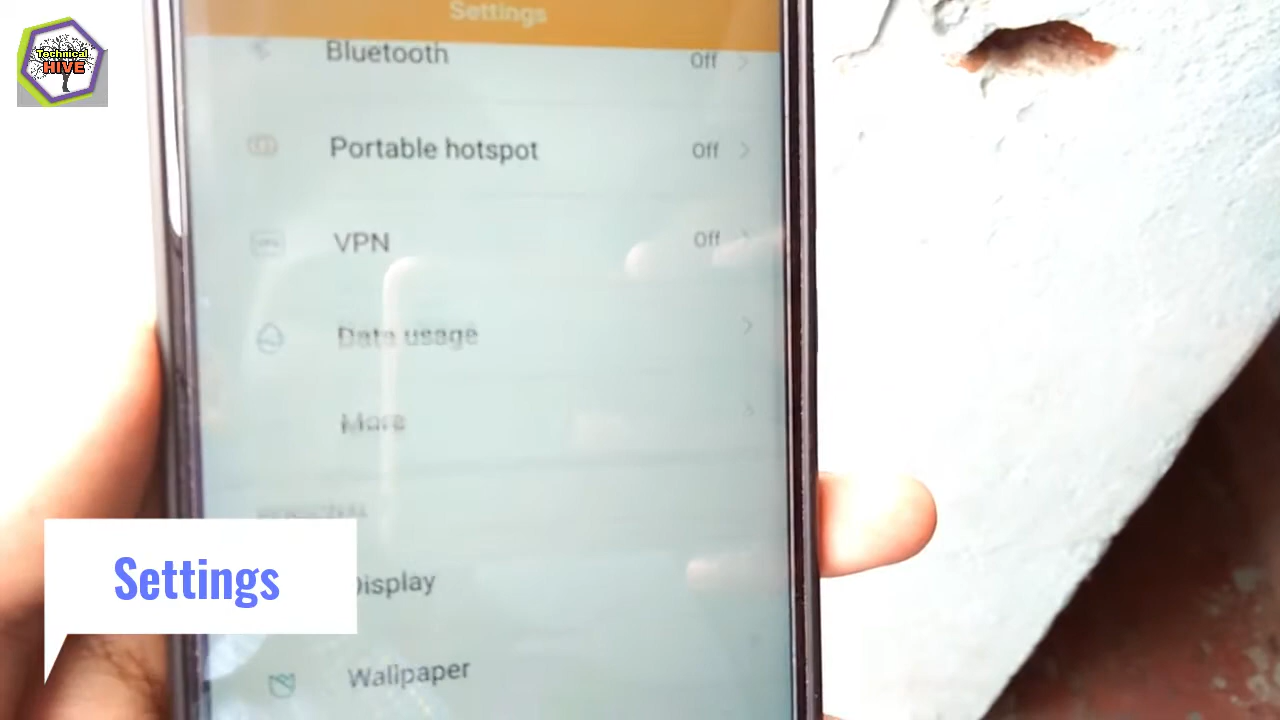 Technical
HIVE
Settings
Bluetooth
Off
Portable hotspot
Off
VPN
Off
Data usage
More
Display
Wallpaper
Settings